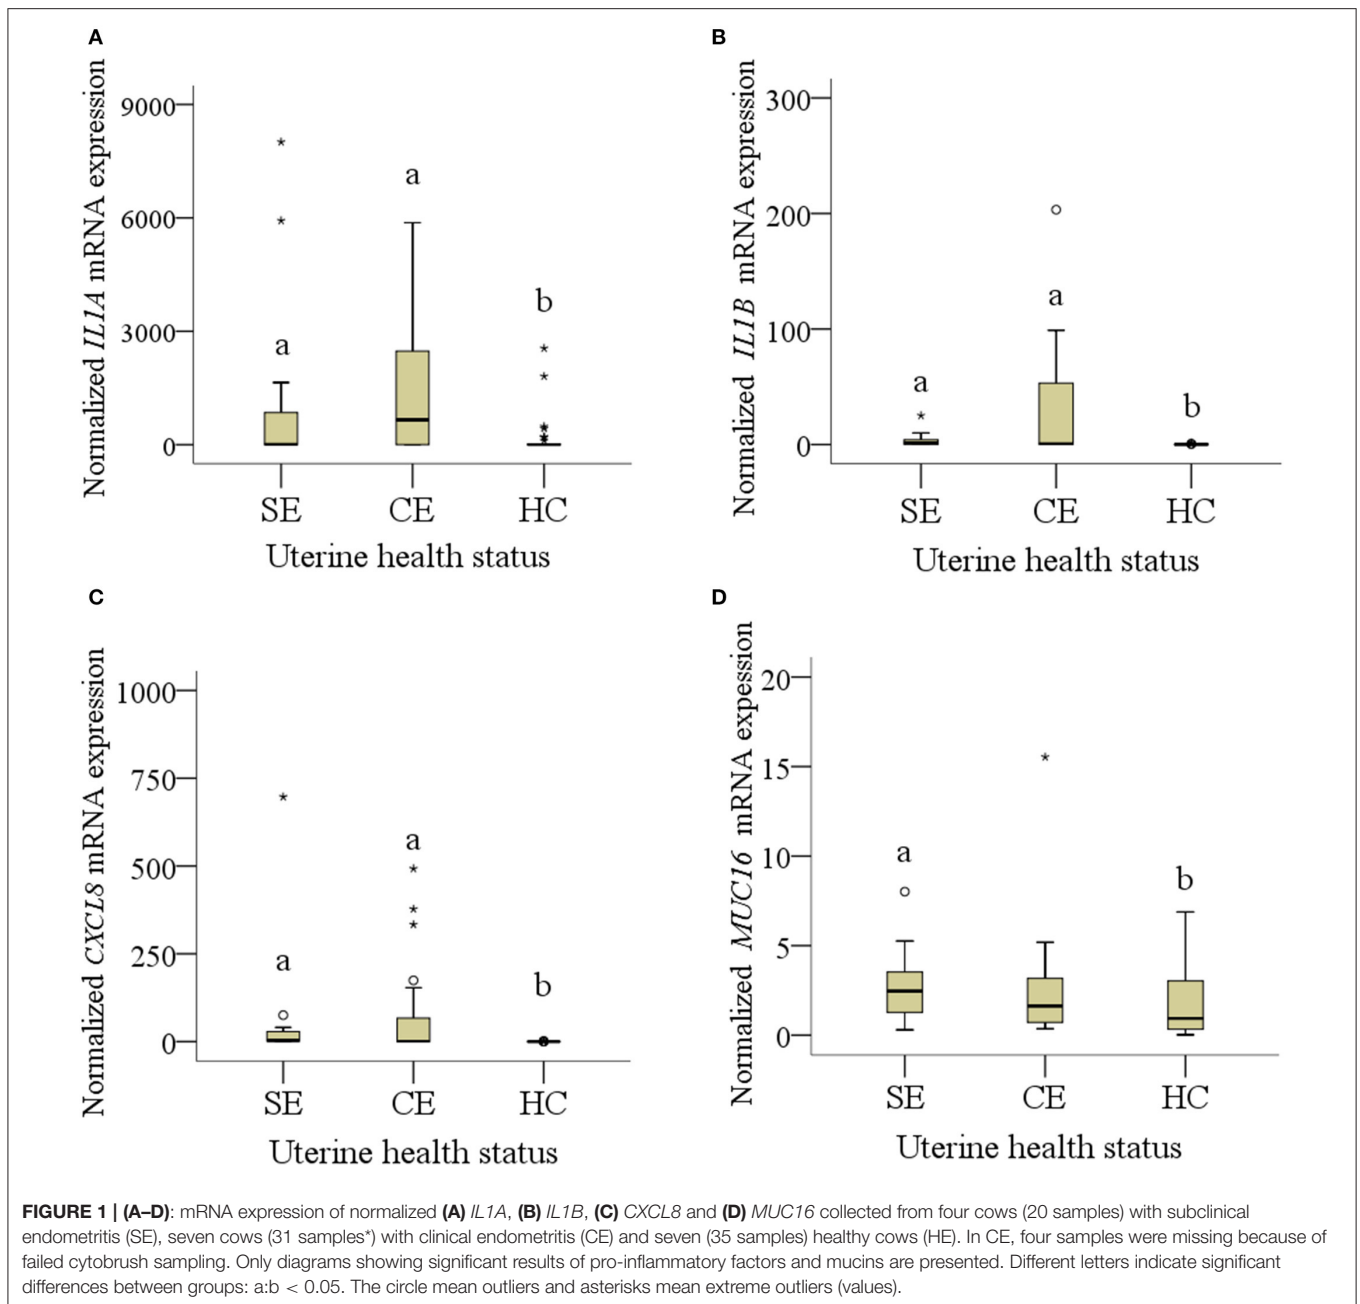 A
Normalized IL1A mRNA expression
9000
6000
3000
0
a
a
b
SE CE HC
Uterine health status
B
Normalized IL1B mRNA expression
300
200
100
0
a
a
b
SE CE HC
Uterine health status
C
Normalized CXCL8 mRNA expression
1000
750
500
250
0
a
a
b
SE CE HC
Uterine health status
D
Normalized MUC16 mRNA expession
20
15
10
5
0
a
b
SE CE HC
Uterine health status
FIGURE 1 | (A–D): mRNA expression of normalized (A) IL1A, (B) IL1B, (C) CXCL8 and (D) MUC16 collected from four cows (20 samples) with subclinical
endometritis (SE), seven cows (31 samples*) with clinical endometritis (CE) and seven (35 samples) healthy cows (HE). In CE, four samples were missing because of
failed cytobrush sampling. Only diagrams showing significant results of pro-inflammatory factors and mucins are presented. Different letters indicate significant
differences between groups: a:b < 0.05. The circle mean outliers and asterisks mean extreme outliers (values).